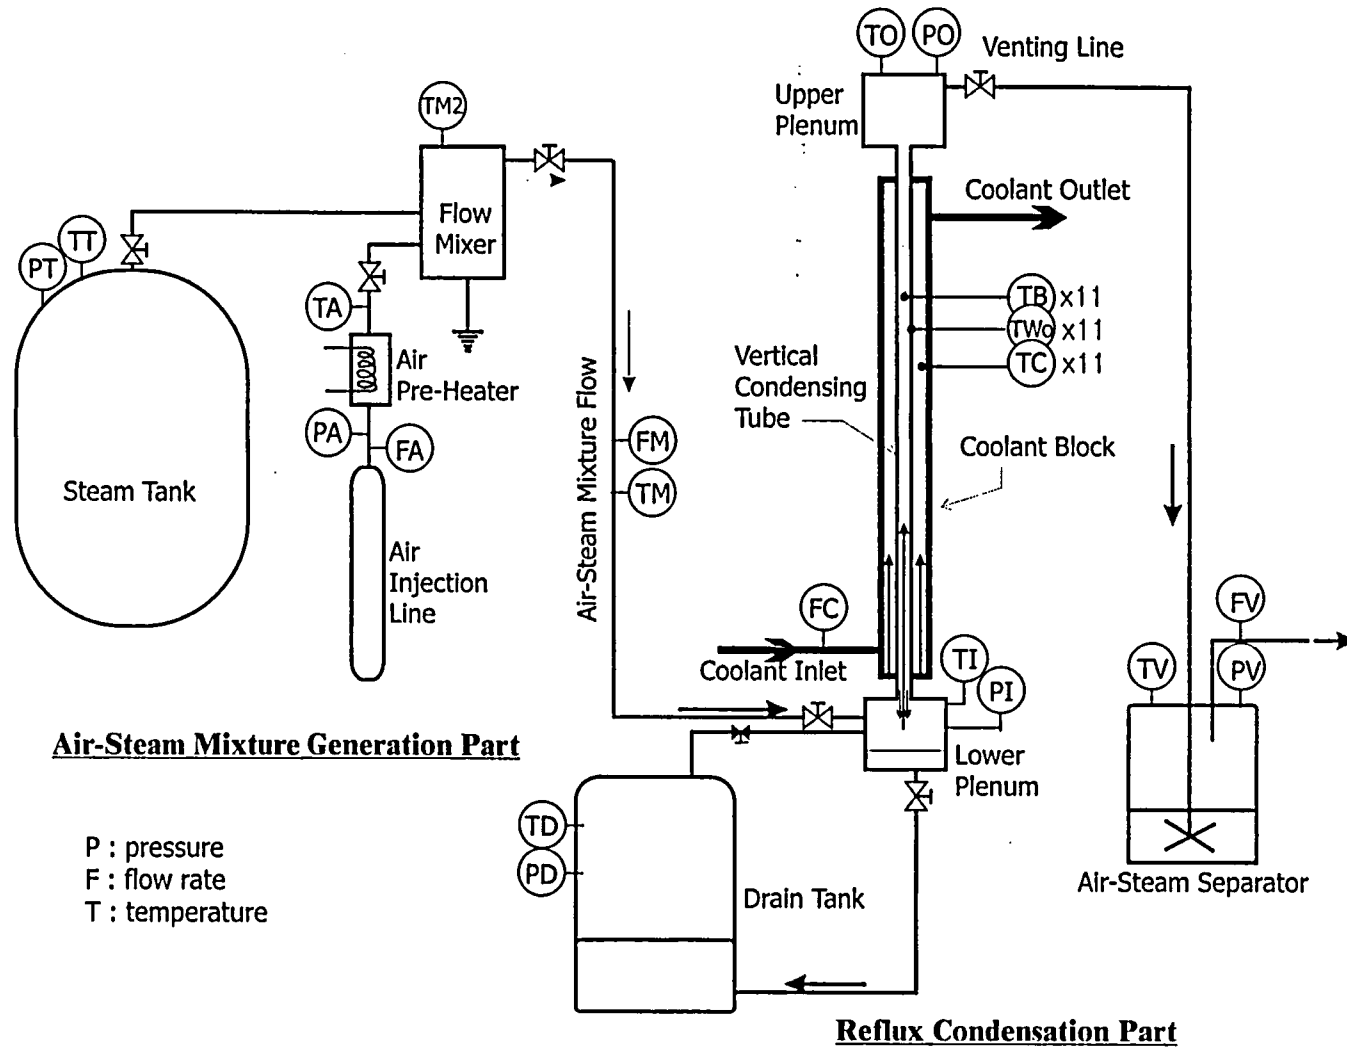 TO
PO
Venting Line
Upper
Plenum
TM2
Coolant Outlet
Flow
Mixer
TT
PT
TA
TB x11
TWo x11
TC x11
Air
Pre-Heater
Vertical
Condensing
Tube
PA
FA
FM
TM
Air-Steam Mixture Flow
Coolant Block
Steam Tank
Air
Injection
Line
FC
FV
Coolant Inlet
TI
PI
TV
PV
Air-Steam Mixture Generation Part
Lower
Plenum
TD
PD
P : pressure
F : flow rate
T : temperature
Drain Tank
Air-Steam Separator
Reflux Condensation Part